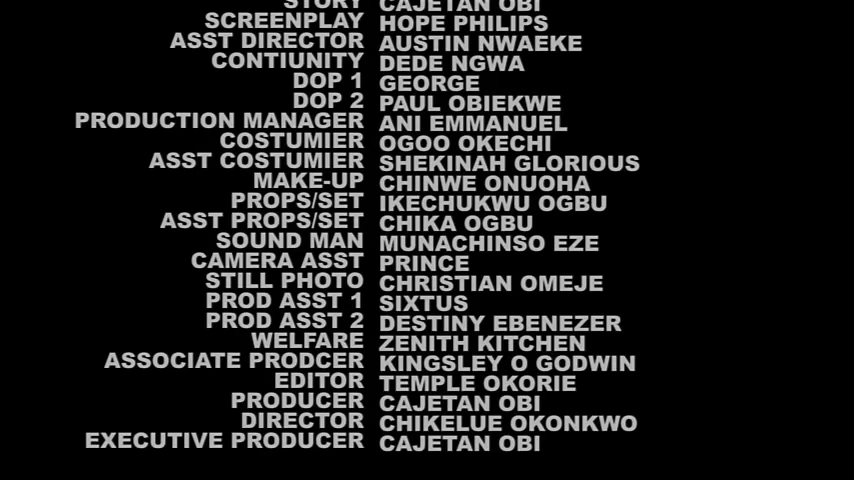 STORY CAJETAN OBI
SCREENPLAY HOPE PHILIPS
ASST DIRECTOR AUSTIN NWAEKE
CONTIUNITY DEDE NGWA
DOP 1 GEORGE
DOP 2 PAUL OBIEKWE
PRODUCTION MANAGER ANI EMMANUEL
COSTUMIER OGOO OKECHI
ASST COSTUMIER SHEKINAH GLORIOUS
MAKE-UP CHINWE ONUOHA
PROPS/SET IKECHUKWU OGBU
ASST PROPS/SET CHIKA OGBU
SOUND MAN MUNACHINSO EZE
CAMERA ASST PRINCE
STILL PHOTO CHRISTIAN OMEJE
PROD ASST 1 SIXTUS
PROD ASST 2 DESTINY EBENEZER
WELFARE ZENITH KITCHEN
ASSOCIATE PRODCER KINGSLEY O GODWIN
EDITOR TEMPLE OKORIE
PRODUCER CAJETAN OBI
DIRECTOR CHIKELUE OKONKWO
EXECUTIVE PRODUCER CAJETAN OBI